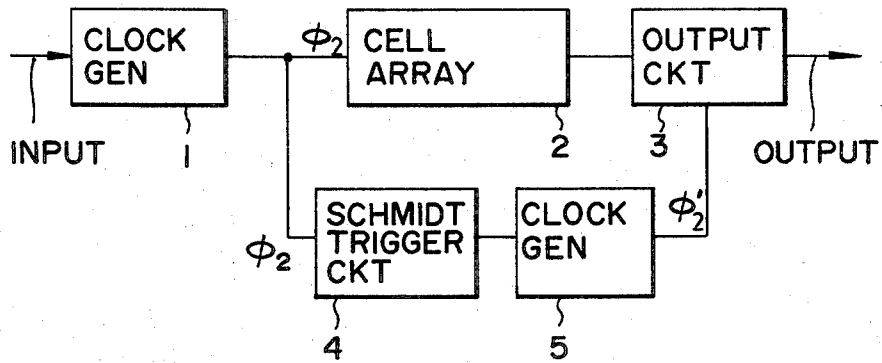 CLOCK
GEN
ϕ2
CELL
ARRAY
OUTPUT
CKT
INPUT
1
2
3
OUTPUT
ϕ2
SCHMIDT
TRIGGER
CKT
CLOCK
GEN
ϕ2'
4
5